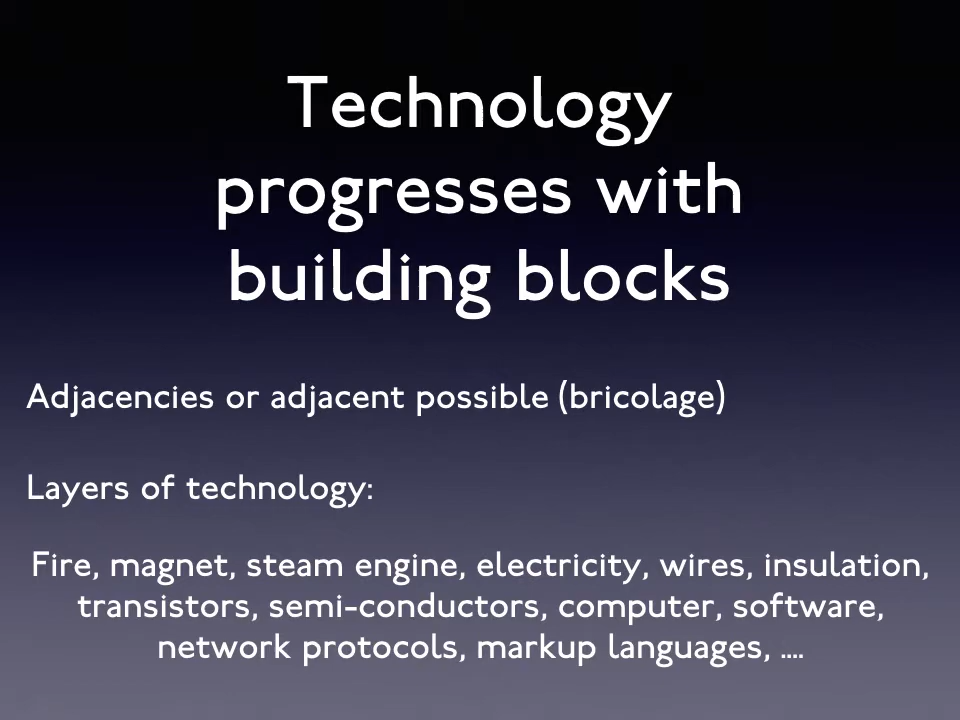 Technology
progresses with
building blocks
Adjacencies or adjacent possible (bricolage)
Layers of technology:
Fire, magnet, steam engine, electricity, wires, insulation,
transistors, semi-conductors, computer, software,
network protocols, markup languages, ....